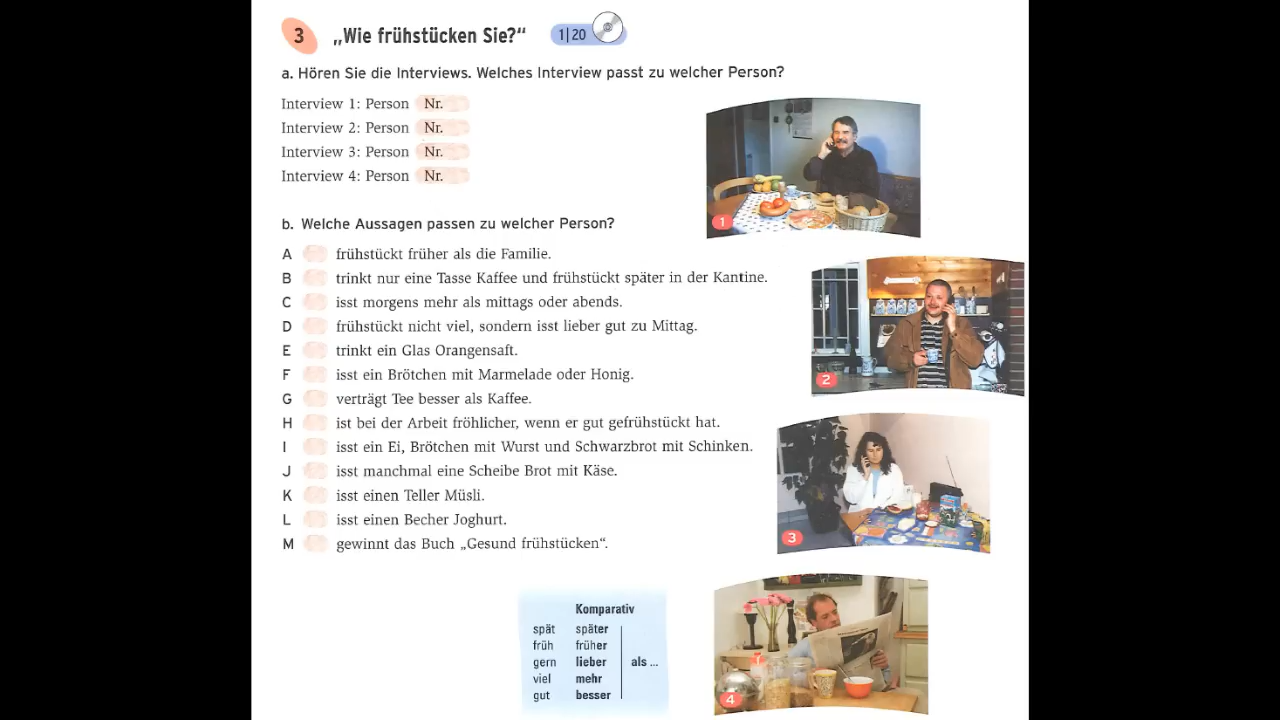 3 „Wie frühstücken Sie?“ 1|20
a. Hören Sie die Interviews. Welches Interview passt zu welcher Person?
Interview 1: Person Nr.
Interview 2: Person Nr.
Interview 3: Person Nr.
Interview 4: Person Nr.
b. Welche Aussagen passen zu welcher Person?
A frühstückt früher als die Familie.
B trinkt nur eine Tasse Kaffee und frühstückt später in der Kantine.
C isst morgens mehr als mittags oder abends.
D frühstückt nicht viel, sondern isst lieber gut zu Mittag.
E trinkt ein Glas Orangensaft.
F isst ein Brötchen mit Marmelade oder Honig.
G verträgt Tee besser als Kaffee.
H ist bei der Arbeit fröhlicher, wenn er gut gefrühstückt hat.
I isst ein Ei, Brötchen mit Wurst und Schwarzbrot mit Schinken.
J isst manchmal eine Scheibe Brot mit Käse.
K isst einen Teller Müsli.
L isst einen Becher Joghurt.
M gewinnt das Buch „Gesund frühstücken“.
1
2
3
4
Komparativ
spät später
früh früher
gern lieber als ...
viel mehr
gut besser